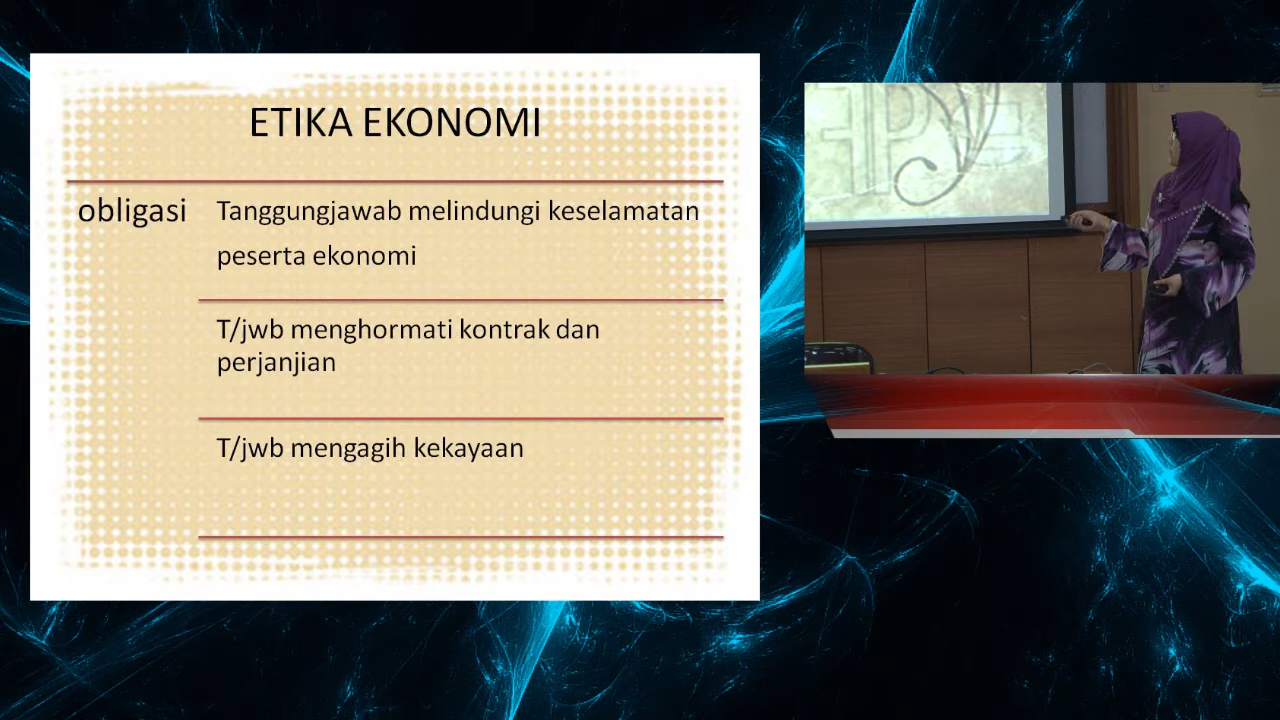 ETIKA EKONOMI
obligasi
Tanggungjawab melindungi keselamatan
peserta ekonomi
T/jwb menghormati kontrak dan
perjanjian
T/jwb mengagih kekayaan